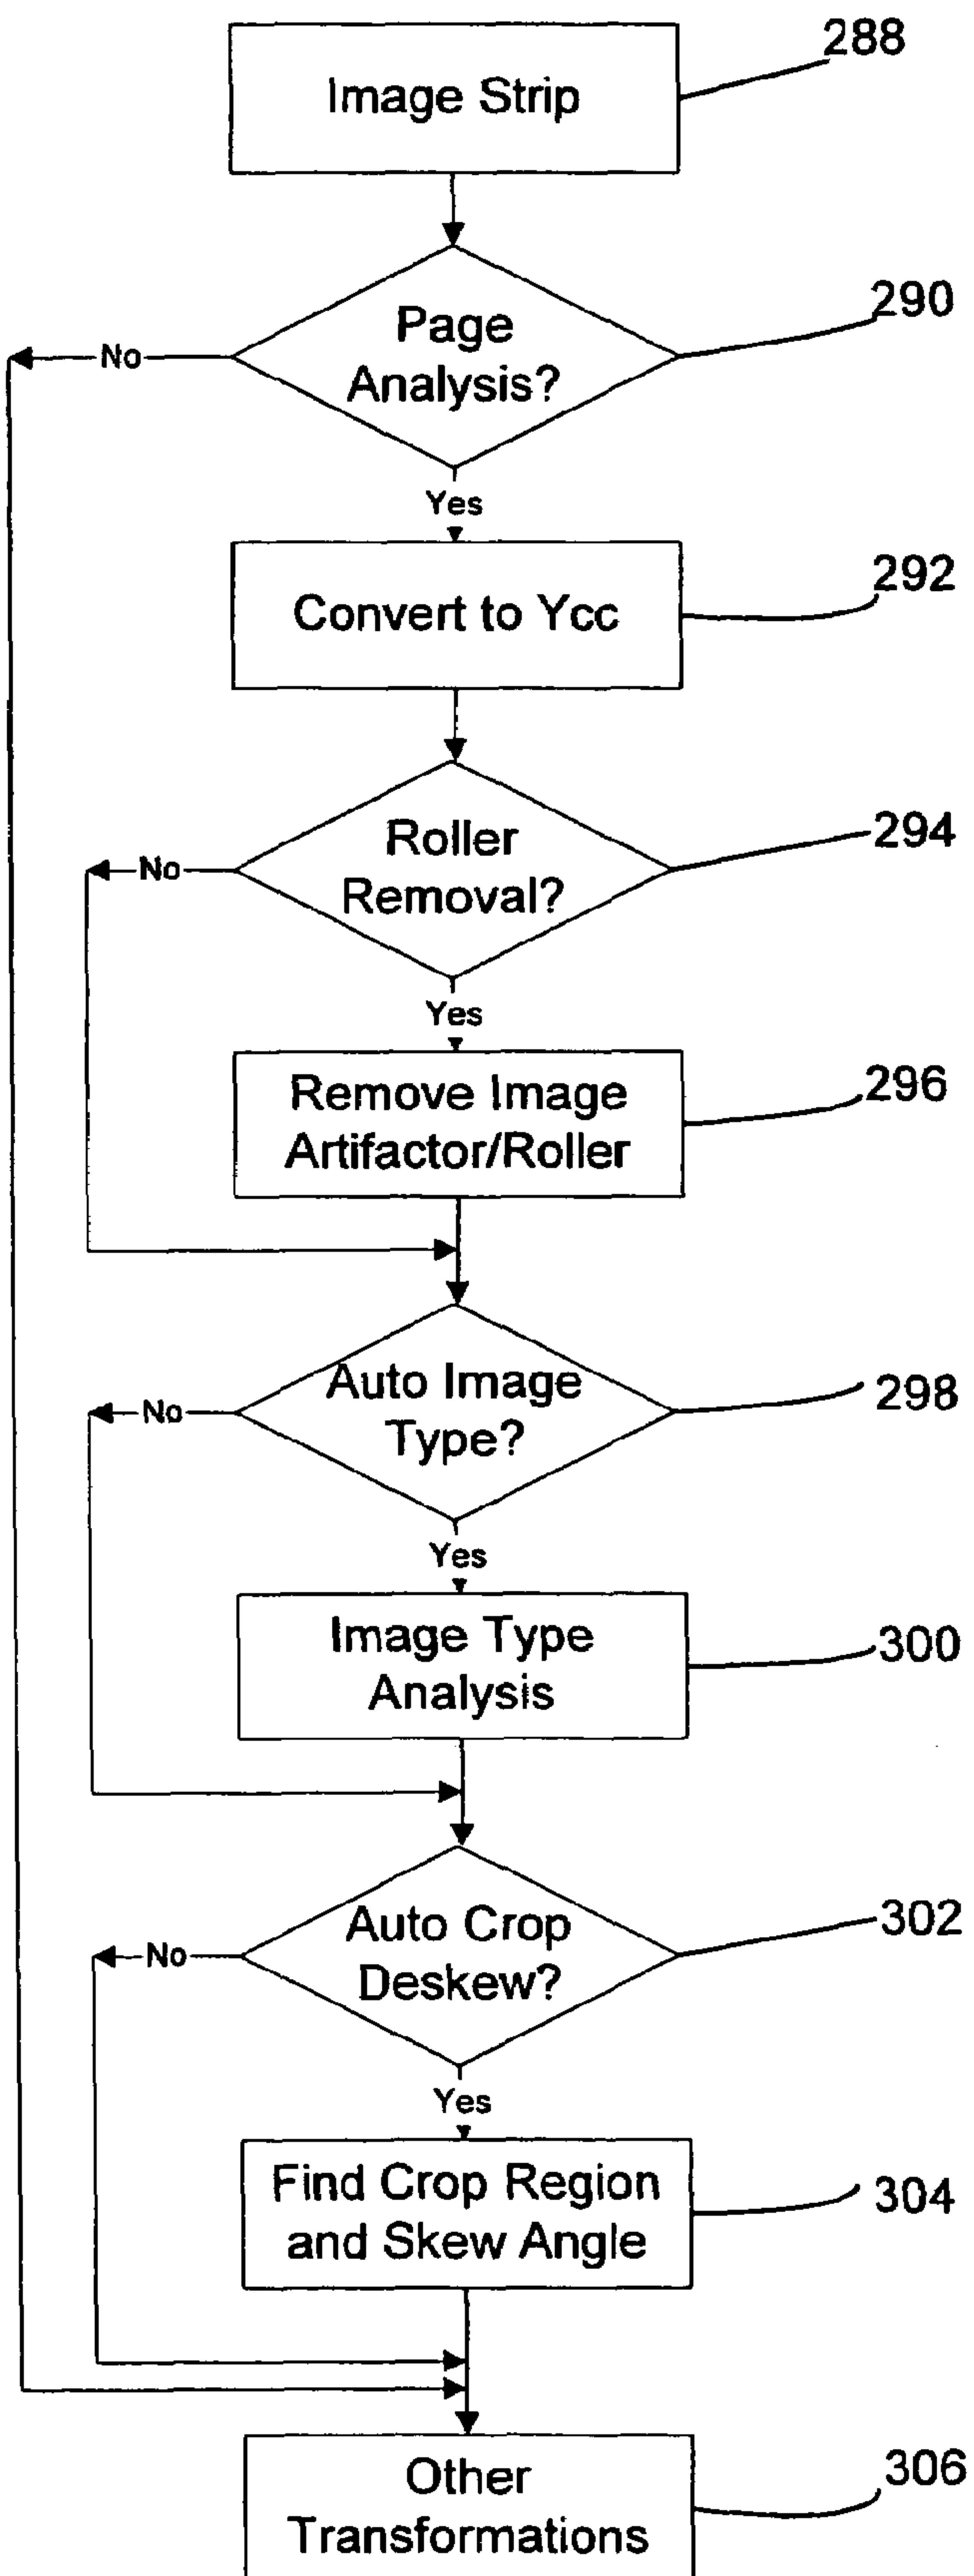 288
Image Strip
290
Page
Analysis?
No
Yes
292
Convert to Ycc
294
Roller
Removal?
No
Yes
296
Remove Image
Artifactor/Roller
298
Auto Image
Type?
No
Yes
300
Image Type
Analysis
302
Auto Crop
Deskew?
No
Yes
304
Find Crop Region
and Skew Angle
306
Other
Transformations